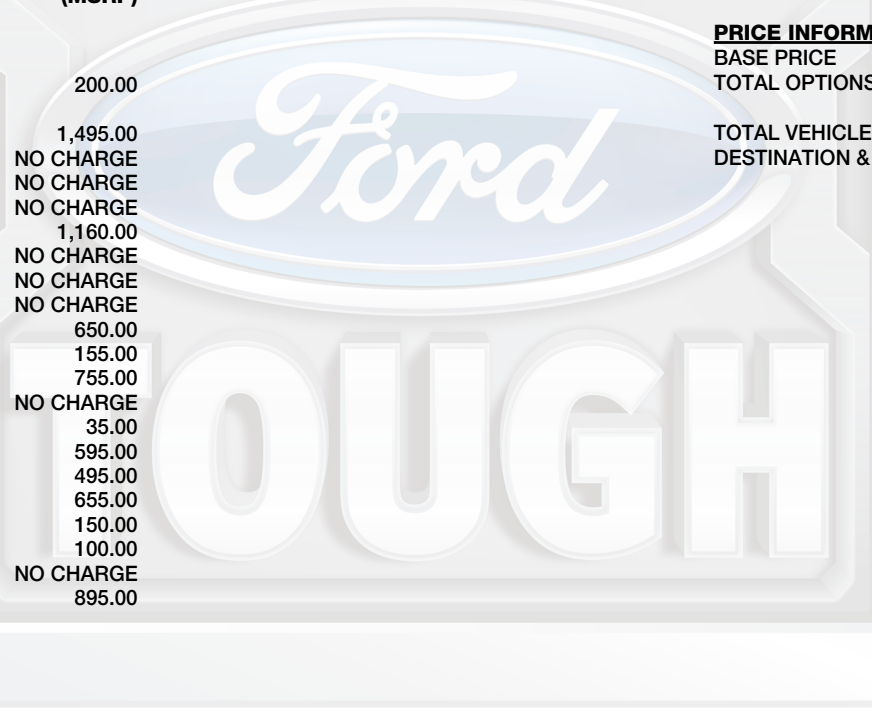 (MSRP)
200.00
1,495.00
NO CHARGE
NO CHARGE
NO CHARGE
1,160.00
NO CHARGE
NO CHARGE
NO CHARGE
650.00
155.00
755.00
NO CHARGE
35.00
595.00
495.00
655.00
150.00
100.00
NO CHARGE
895.00
PRICE INFORM
BASE PRICE
TOTAL OPTIONS
TOTAL VEHICLE
DESTINATION &
Ford
TOUGH